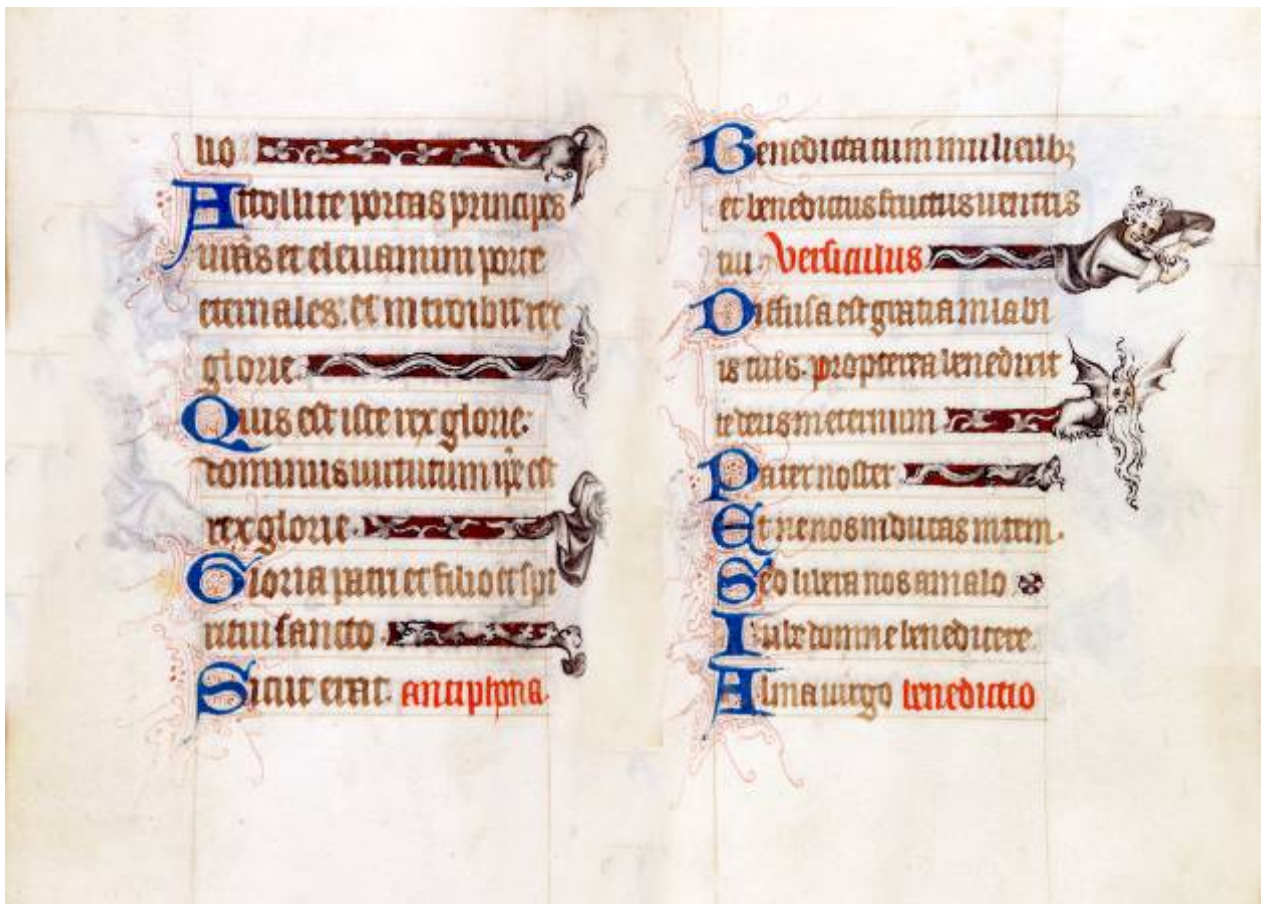 uo
Attollite portas principes
uestras et eleuamini porte
eternales: et introibit rex
glorie.
Quis est iste rex glorie:
dominus uirtutum ipse est
rex glorie
Gloria patri et filio et spi
ritui sancto
Sicut erat. antiphona.
Benedicta tu in mulieribꝫ
et benedictus fructus uentris
tui. versiculus
Diffusa est gratia in labi
is tuis. propterea benedixit
te deus in eternum
Pater noster
Et ne nos inducas in tem.
Sed libera nos a malo
Iube domne benedicere.
Alma uirgo benedictio